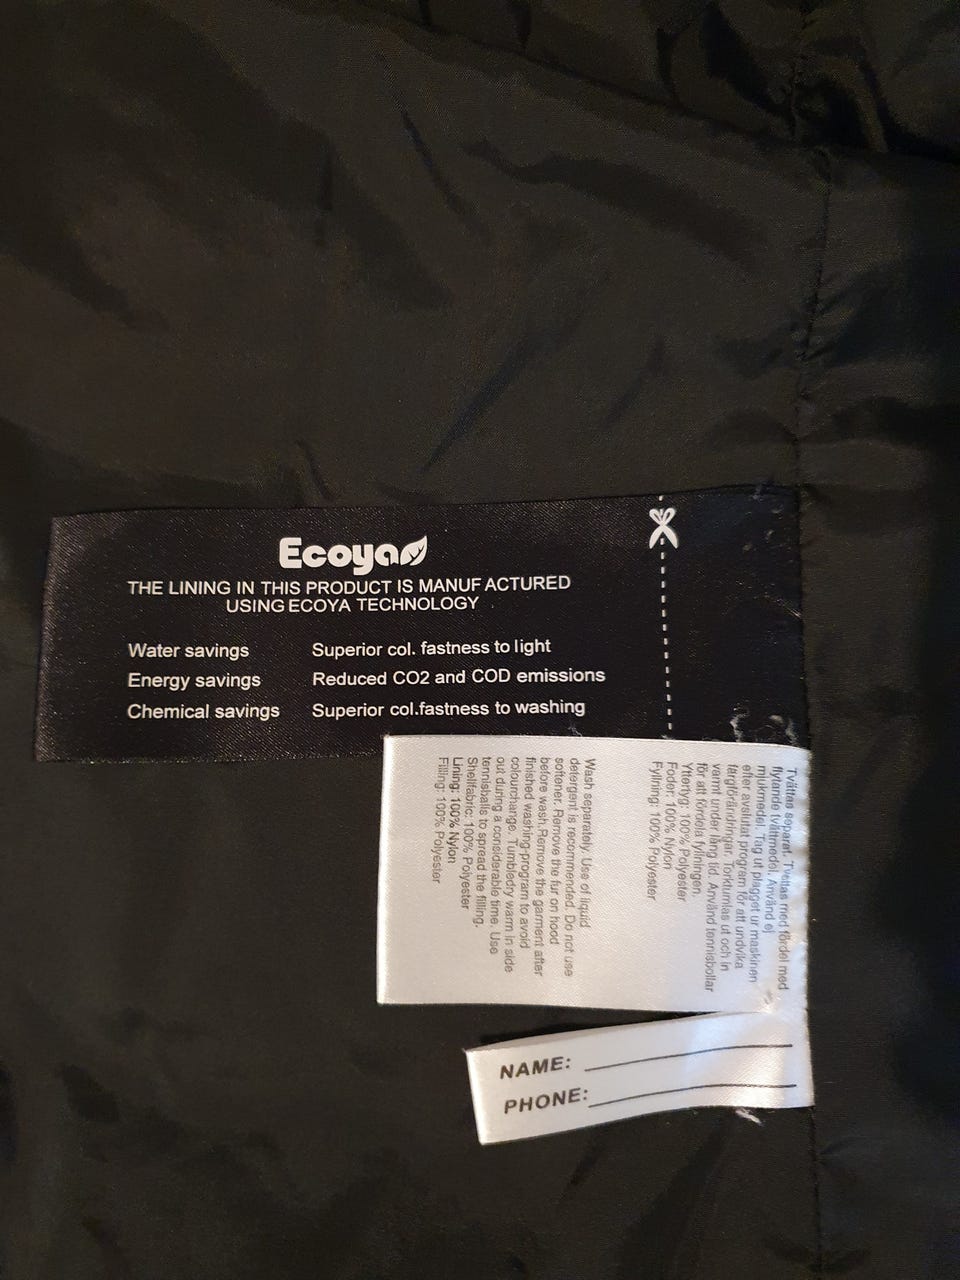 Ecoya
THE LINING IN THIS PRODUCT IS MANUFACTURED
USING ECOYA TECHNOLOGY
Water savings Superior col. fastness to light
Energy savings Reduced CO2 and COD emissions
Chemical savings Superior col.fastness to washing
Tvättas separat. Tvättas med fördel med
flytande tvättmedel. Använd ej
mjukmedel. Tag ut plagget ur maskinen
efter avslutat program för att undvika
färgförändringar. Torktumlas ut och in
varmt under lång tid. Använd tennisbollar
för att fördela fyllningen.
Yttertyg: 100% Polyester
Foder: 100% Nylon
Fyllning: 100% Polyester
Wash separately. Use of liquid
detergent is recommended. Do not use
softener. Remove the fur on hood
before wash.Remove the garment after
finished washing-program to avoid
colourchange. Tumbledry warm in side
out during a considerable time. Use
tennisballs to spread the filling.
Shellfabric: 100% Polyester
Lining: 100% Nylon
Filling: 100% Polyester
NAME:
PHONE: